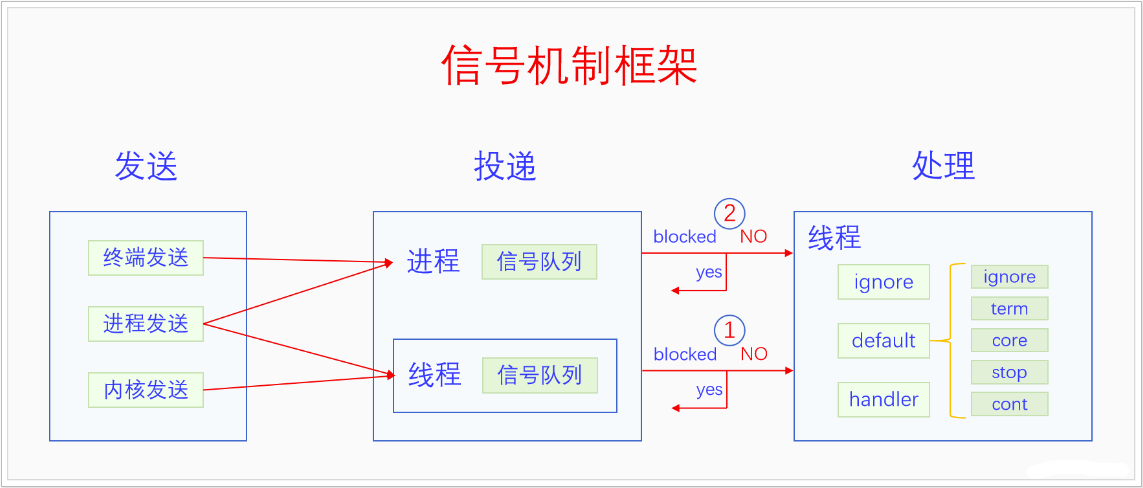 信号机制框架
发送
投递
处理
终端发送
进程发送
内核发送
进程
信号队列
线程
信号队列
②
blocked NO
yes
①
blocked NO
yes
线程
ignore
default
handler
ignore
term
core
stop
cont